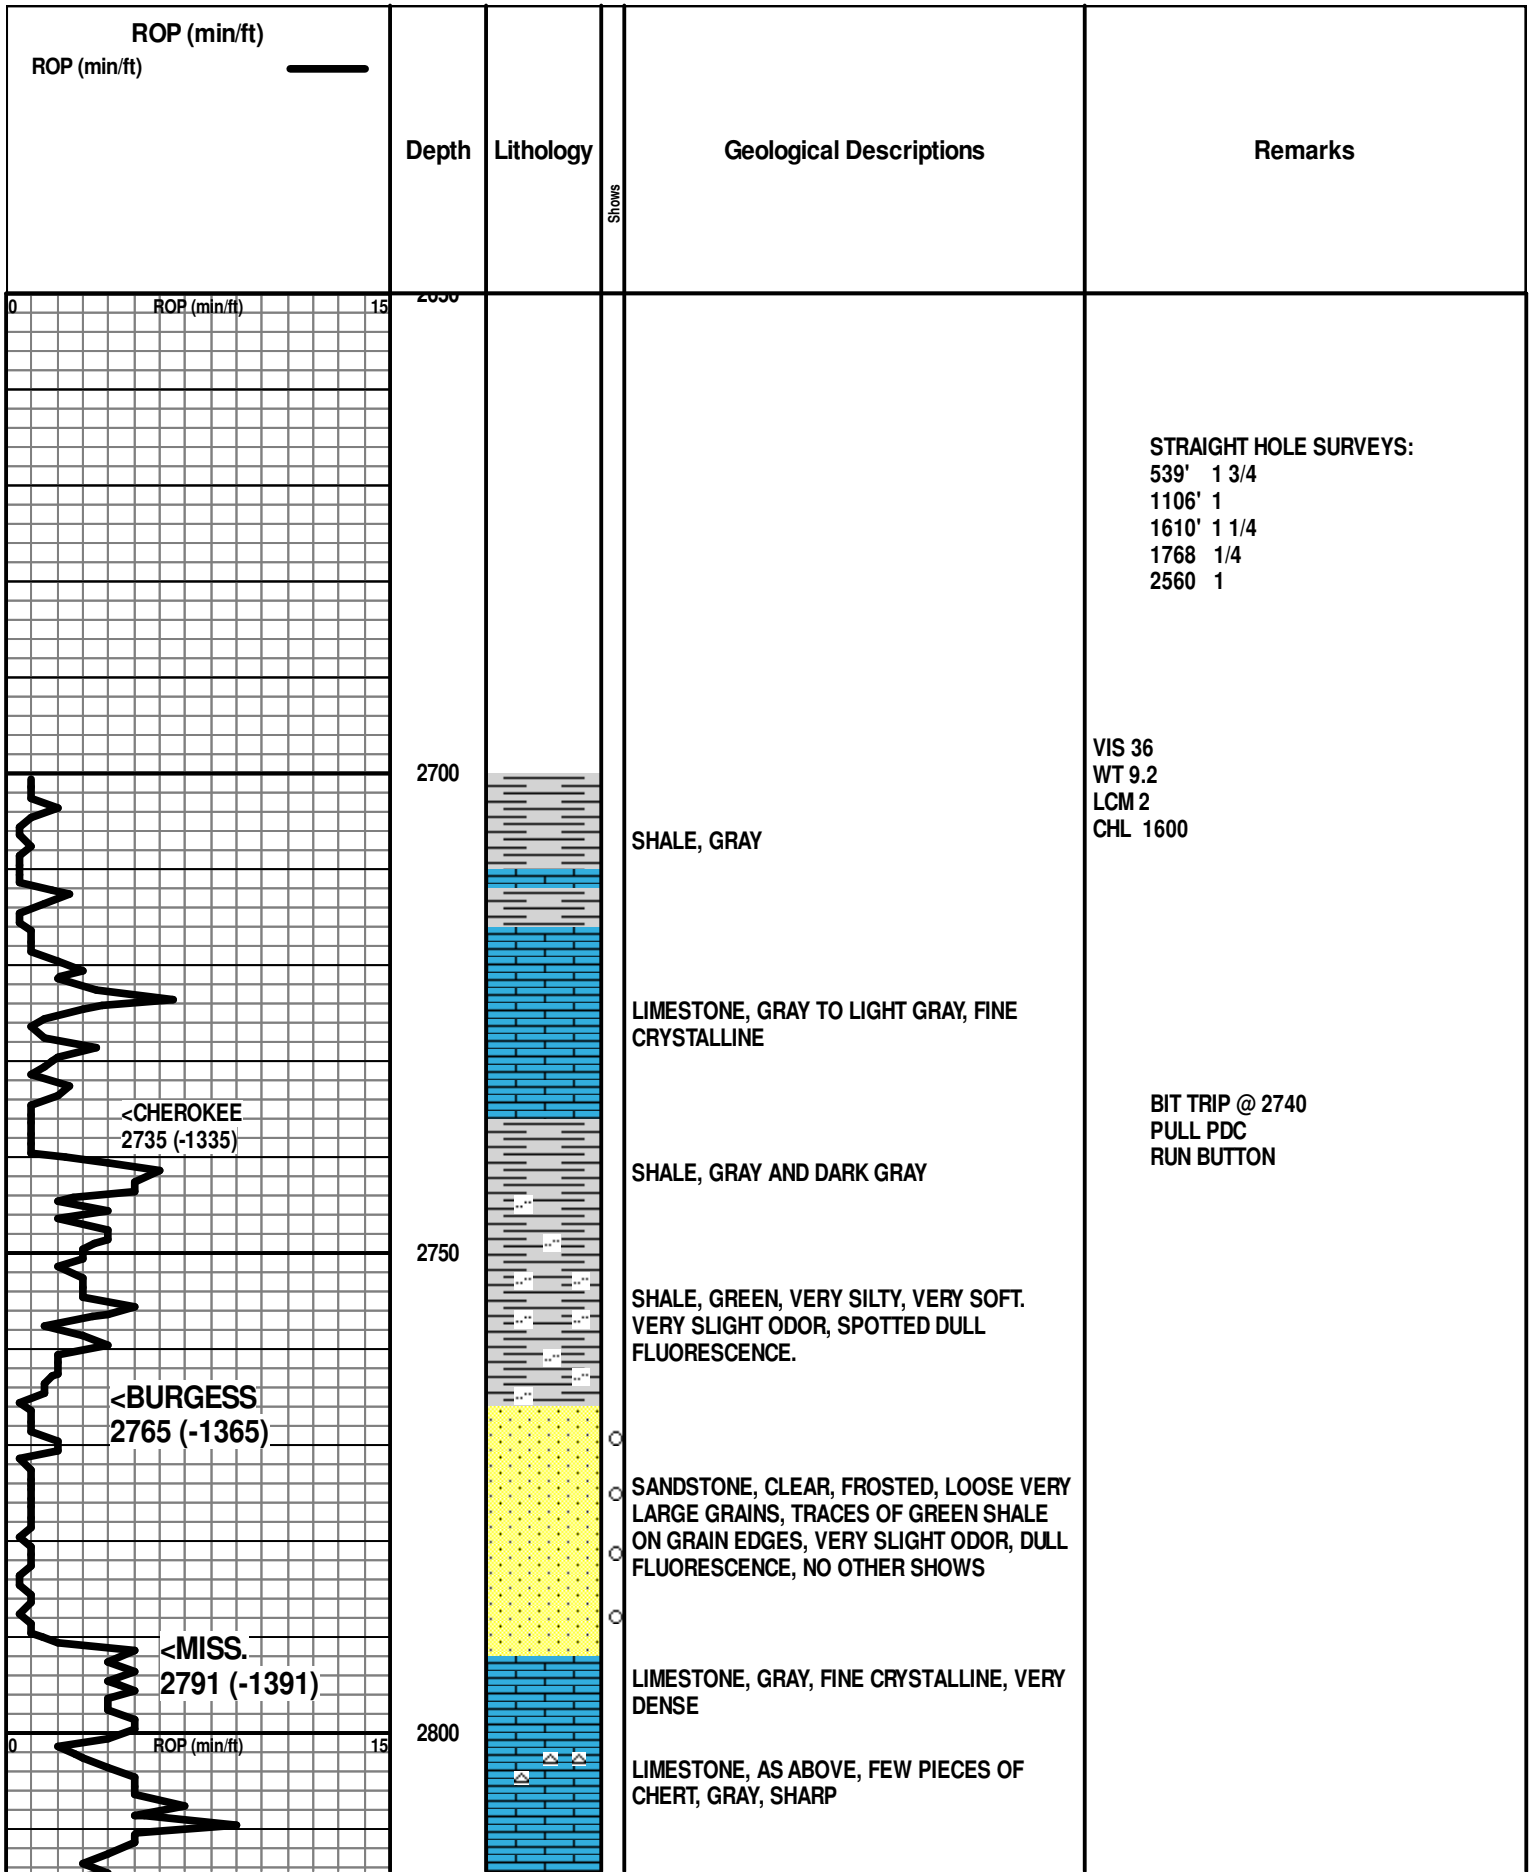 ROP (min/ft)
ROP (min/ft)
Depth
Lithology
Shows
Geological Descriptions
Remarks
0 ROP (min/ft) 15
2650
STRAIGHT HOLE SURVEYS:
539' 1 3/4
1106' 1
1610' 1 1/4
1768 1/4
2560 1
VIS 36
WT 9.2
LCM 2
CHL 1600
2700
SHALE, GRAY
LIMESTONE, GRAY TO LIGHT GRAY, FINE
CRYSTALLINE
<CHEROKEE
2735 (-1335)
BIT TRIP @ 2740
PULL PDC
RUN BUTTON
SHALE, GRAY AND DARK GRAY
2750
SHALE, GREEN, VERY SILTY, VERY SOFT.
VERY SLIGHT ODOR, SPOTTED DULL
FLUORESCENCE.
<BURGESS
2765 (-1365)
SANDSTONE, CLEAR, FROSTED, LOOSE VERY
LARGE GRAINS, TRACES OF GREEN SHALE
ON GRAIN EDGES, VERY SLIGHT ODOR, DULL
FLUORESCENCE, NO OTHER SHOWS
<MISS.
2791 (-1391)
LIMESTONE, GRAY, FINE CRYSTALLINE, VERY
DENSE
2800
0 ROP (min/ft) 15
LIMESTONE, AS ABOVE, FEW PIECES OF
CHERT, GRAY, SHARP